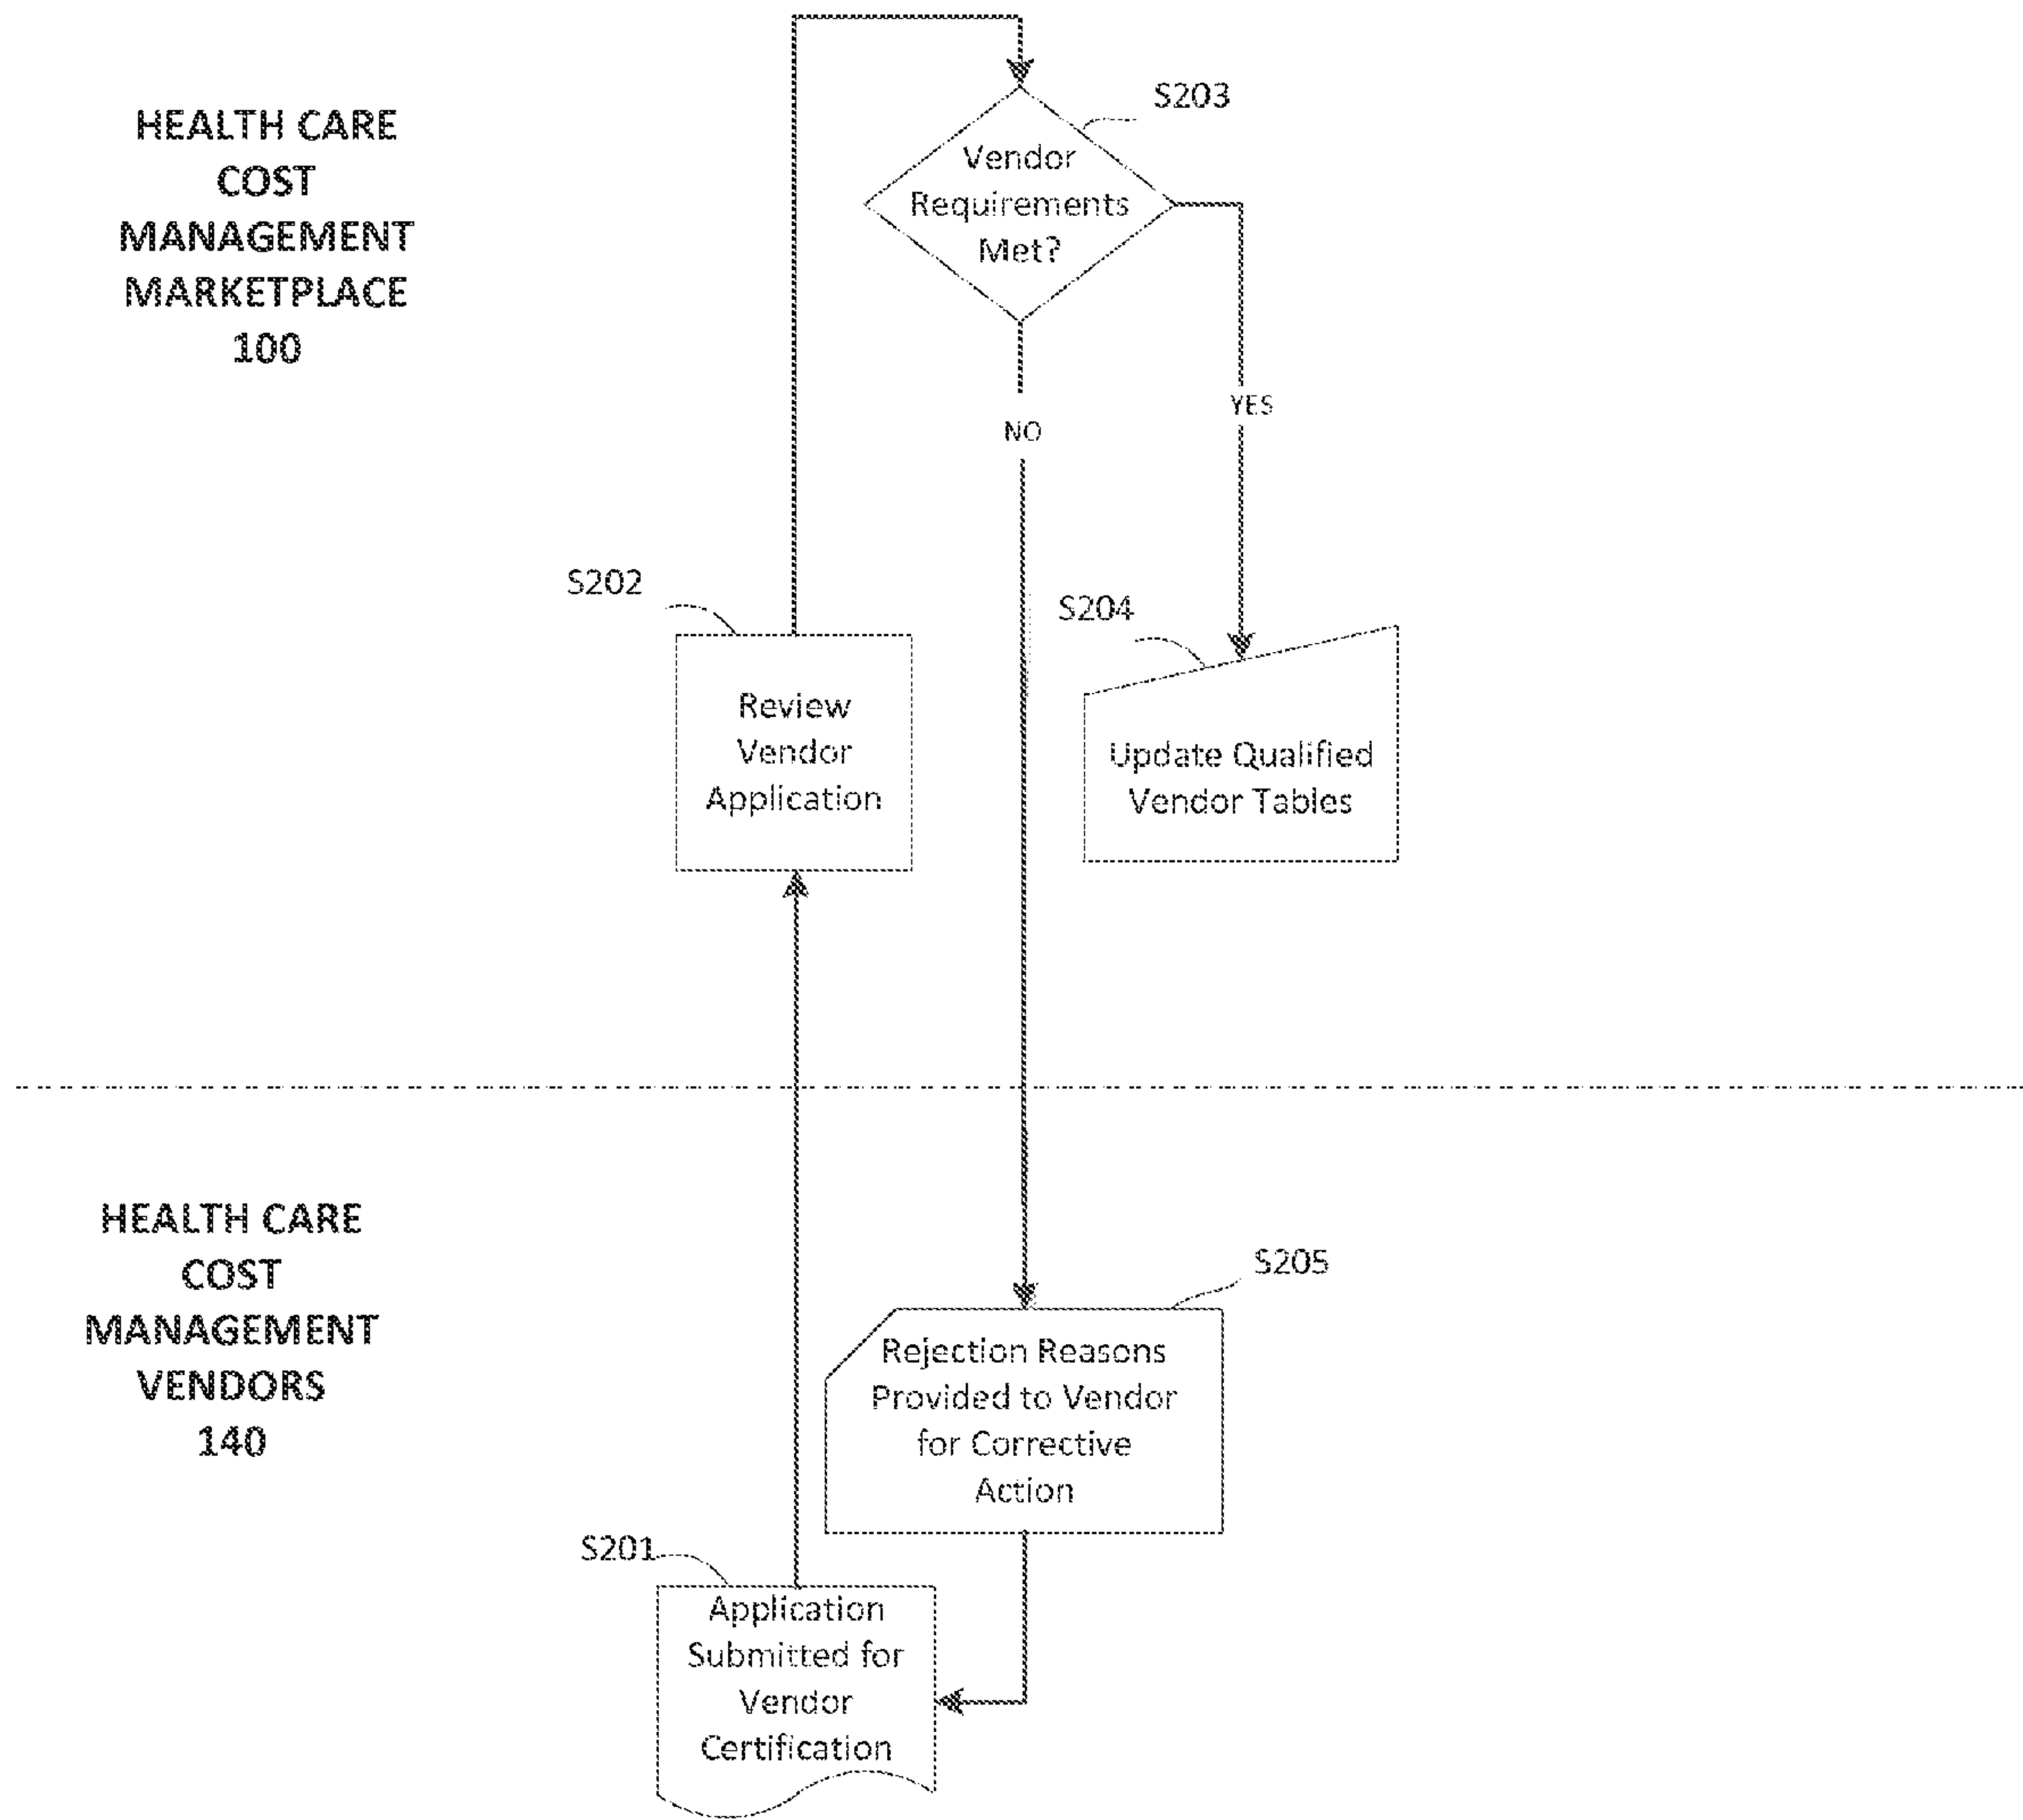 HEALTH CARE
COST
MANAGEMENT
MARKETPLACE
100
S203
Vendor
Requirements
Met?
YES
NO
S202
Review
Vendor
Application
S204
Update Qualified
Vendor Tables
HEALTH CARE
COST
MANAGEMENT
VENDORS
140
S205
Rejection Reasons
Provided to Vendor
for Corrective
Action
S201
Application
Submitted for
Vendor
Certification